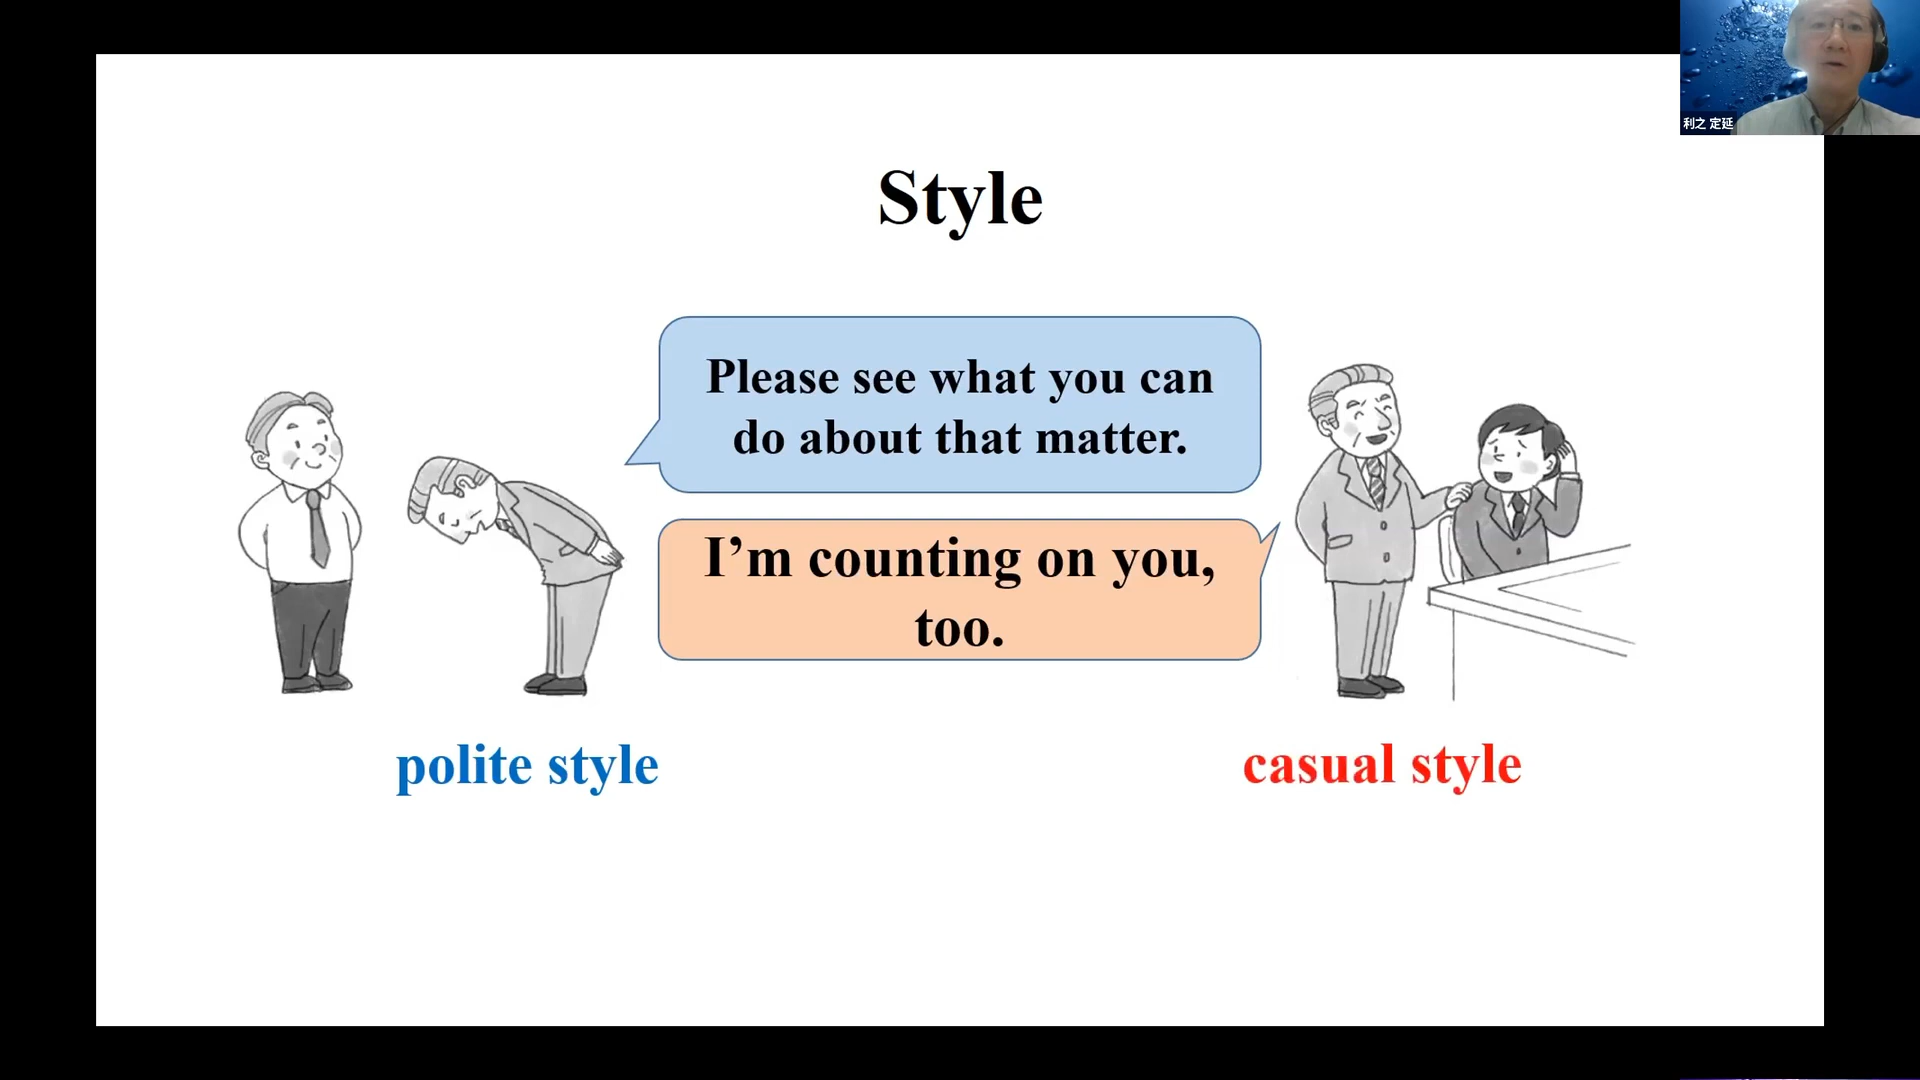 利之 定延
Style
Please see what you can
do about that matter.
I’m counting on you,
too.
polite style
casual style